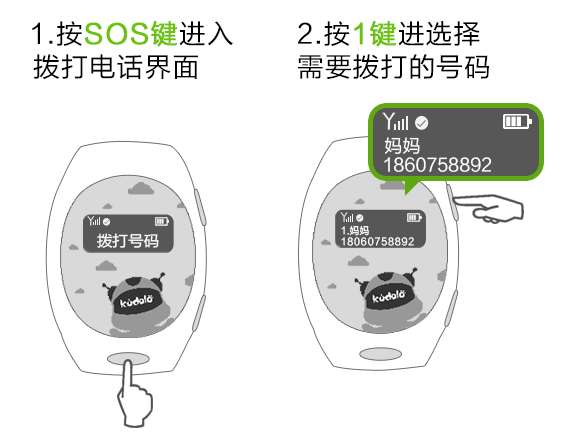 1.按SOS键进入
拨打电话界面
2.按1键进选择
需要拨打的号码
妈妈
1860758892
拨打号码
kudolo
1.妈妈
18060758892
kudolo